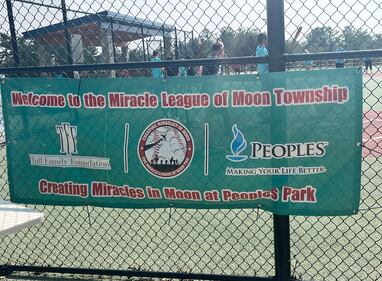 Welcome to the Miracle League of Moon Township
Tull Family Foundation
PEOPLES
MAKING YOUR LIFE BETTER.
Creating Miracles in Moon at Peoples Park